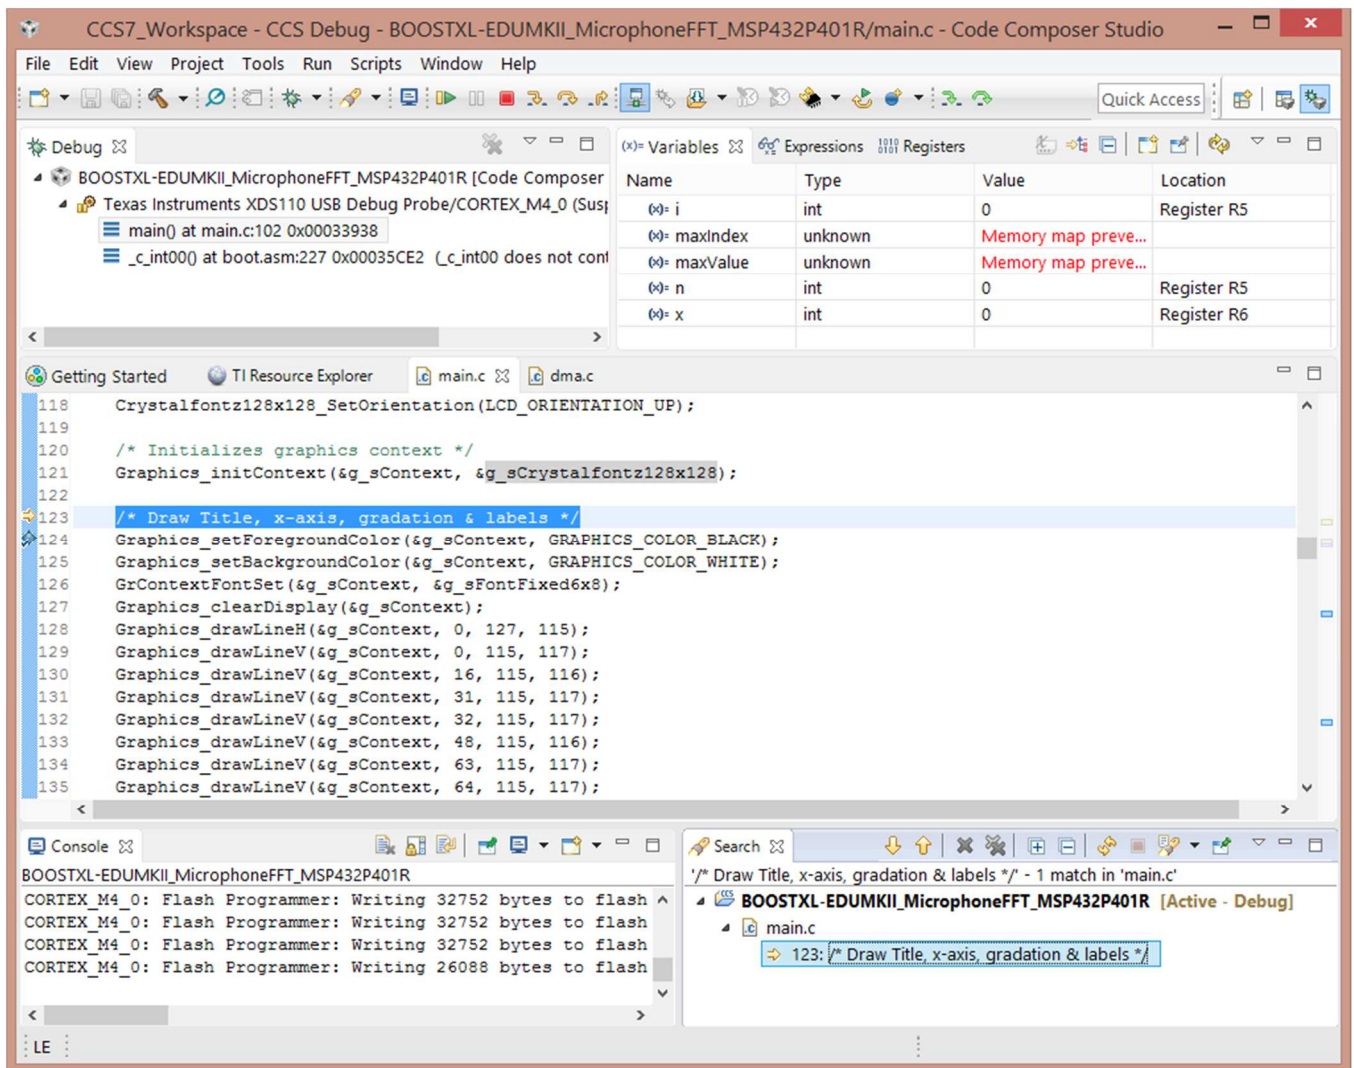 CCS7_Workspace - CCS Debug - BOOSTXL-EDUMKII_MicrophoneFFT_MSP432P401R/main.c - Code Composer Studio
File Edit View Project Tools Run Scripts Window Help
Quick Access
Debug
BOOSTXL-EDUMKII_MicrophoneFFT_MSP432P401R [Code Composer
Texas Instruments XDS110 USB Debug Probe/CORTEX_M4_0 (Susp
main() at main.c:102 0x00033938
_c_int00() at boot.asm:227 0x00035CE2 (_c_int00 does not cont
(x)= Variables Expressions Registers
Name Type Value Location
(x)= i int 0 Register R5
(x)= maxIndex unknown Memory map preve...
(x)= maxValue unknown Memory map preve...
(x)= n int 0 Register R5
(x)= x int 0 Register R6
Getting Started TI Resource Explorer main.c dma.c
118 Crystalfontz128x128_SetOrientation(LCD_ORIENTATION_UP);
119
120 /* Initializes graphics context */
121 Graphics_initContext(&g_sContext, &g_sCrystalfontz128x128);
122
123 /* Draw Title, x-axis, gradation & labels */
124 Graphics_setForegroundColor(&g_sContext, GRAPHICS_COLOR_BLACK);
125 Graphics_setBackgroundColor(&g_sContext, GRAPHICS_COLOR_WHITE);
126 GrContextFontSet(&g_sContext, &g_sFontFixed6x8);
127 Graphics_clearDisplay(&g_sContext);
128 Graphics_drawLineH(&g_sContext, 0, 127, 115);
129 Graphics_drawLineV(&g_sContext, 0, 115, 117);
130 Graphics_drawLineV(&g_sContext, 16, 115, 116);
131 Graphics_drawLineV(&g_sContext, 31, 115, 117);
132 Graphics_drawLineV(&g_sContext, 32, 115, 117);
133 Graphics_drawLineV(&g_sContext, 48, 115, 116);
134 Graphics_drawLineV(&g_sContext, 63, 115, 117);
135 Graphics_drawLineV(&g_sContext, 64, 115, 117);
Console
BOOSTXL-EDUMKII_MicrophoneFFT_MSP432P401R
CORTEX_M4_0: Flash Programmer: Writing 32752 bytes to flash
CORTEX_M4_0: Flash Programmer: Writing 32752 bytes to flash
CORTEX_M4_0: Flash Programmer: Writing 32752 bytes to flash
CORTEX_M4_0: Flash Programmer: Writing 26088 bytes to flash
Search
'/* Draw Title, x-axis, gradation & labels */' - 1 match in 'main.c'
BOOSTXL-EDUMKII_MicrophoneFFT_MSP432P401R [Active - Debug]
main.c
123: /* Draw Title, x-axis, gradation & labels */
LE